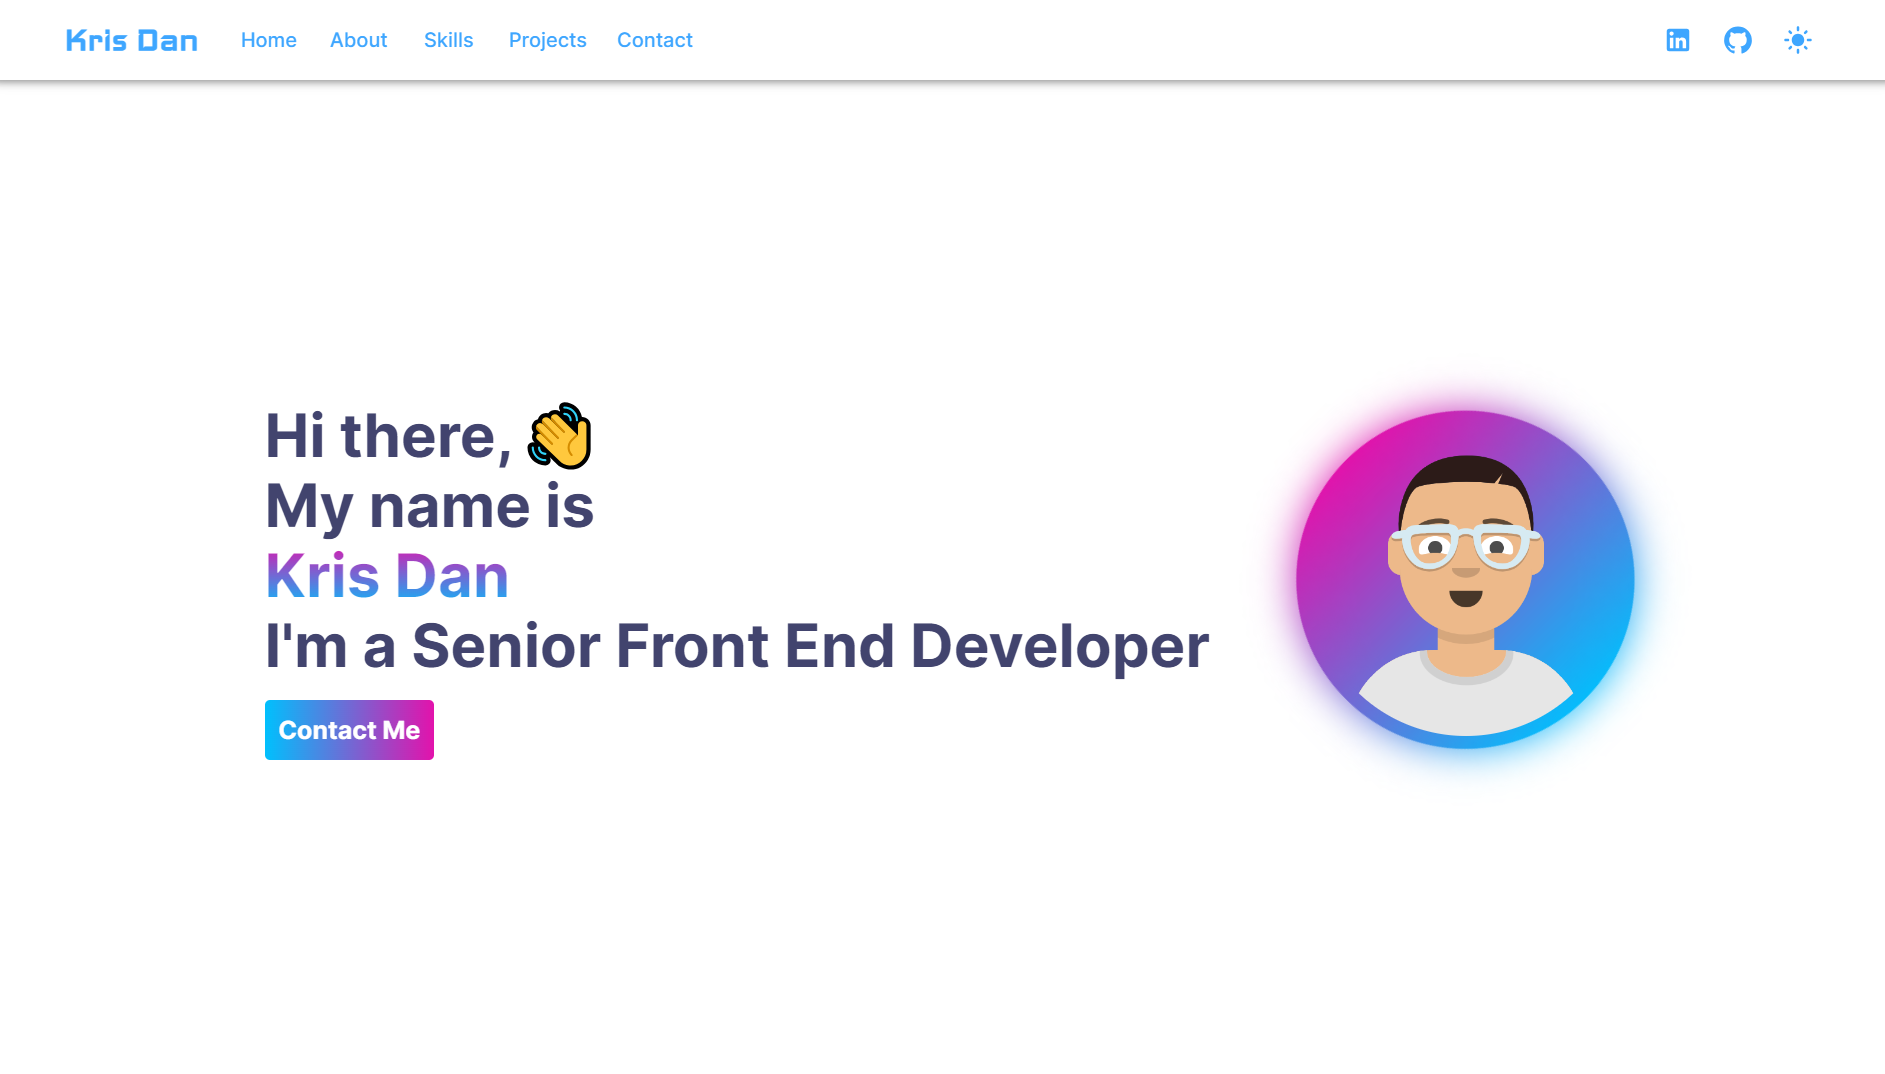 Kris Dan Home About Skills Projects Contact
Hi there, 👋
My name is
Kris Dan
I'm a Senior Front End Developer
Contact Me